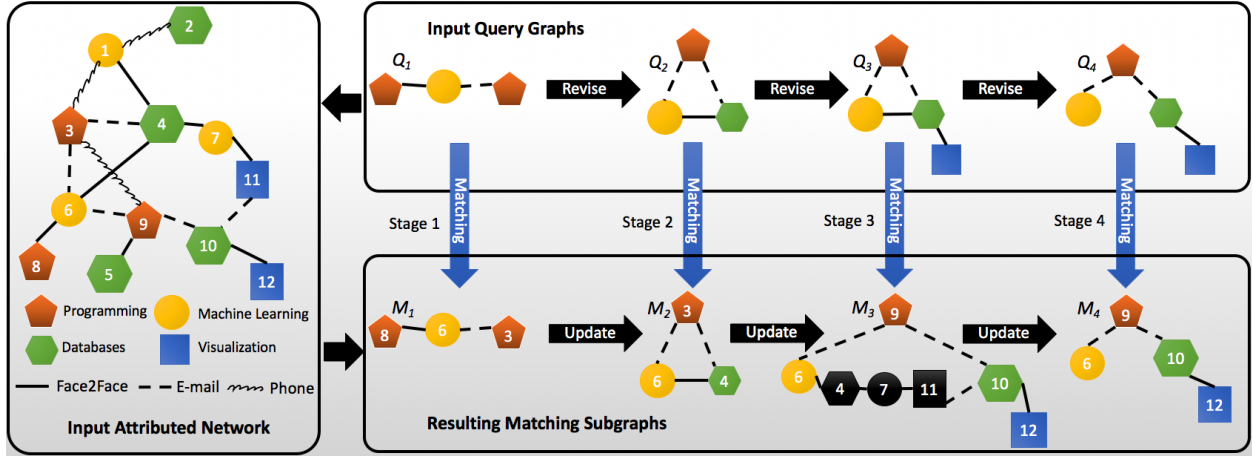 1
2
3
4
7
11
6
9
10
8
5
12
Programming
Machine Learning
Databases
Visualization
Face2Face
E-mail
Phone
Input Attributed Network
Input Query Graphs
Q1
Revise
Q2
Revise
Q3
Revise
Q4
Stage 1
Matching
Stage 2
Matching
Stage 3
Matching
Stage 4
Matching
M1
8
6
3
Update
M2
3
6
4
Update
M3
9
6
4
7
11
10
12
Update
M4
9
6
10
12
Resulting Matching Subgraphs